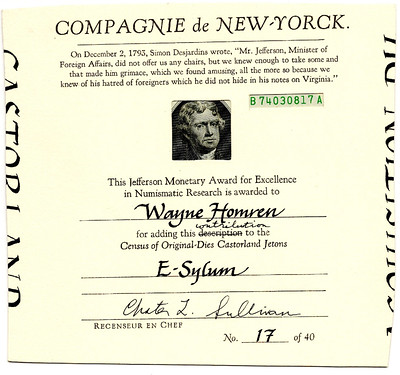 COMPAGNIE de NEW-YORCK.
On December 2, 1793, Simon Desjardins wrote, "Mr. Jefferson, Minister of
Foreign Affairs, did not offer us any chairs, but we knew enough to take some and
that made him grimace, which we found amusing, all the more so because we
knew of his hatred of foreigners which he did not hide in his notes on Virginia."
B74030817A
This Jefferson Monetary Award for Excellence
in Numismatic Research is awarded to
Wayne Homren
contribution
for adding this description to the
Census of Original-Dies Castorland Jetons
E-Sylum
Chester L. Sullivan
RECENSEUR EN CHEF
No. 17 of 40
CASTORLAND
ACQUISITION DU